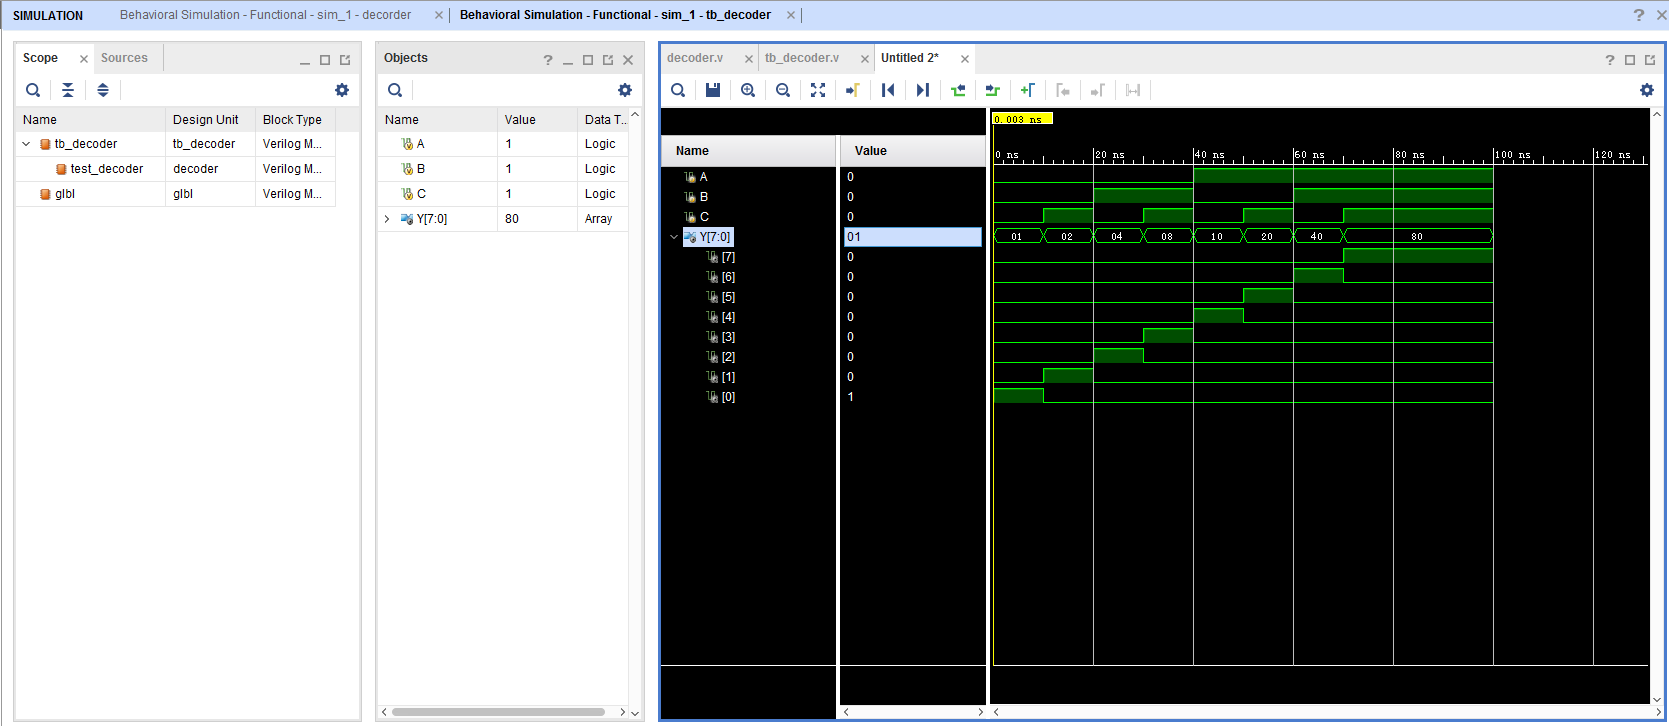 SIMULATION
Behavioral Simulation - Functional - sim_1 - decorder
Behavioral Simulation - Functional - sim_1 - tb_decoder
Scope
Sources
Name Design Unit Block Type
tb_decoder tb_decoder Verilog M...
test_decoder decoder Verilog M...
glbl glbl Verilog M...
Objects
Name Value Data T...
A 1 Logic
B 1 Logic
C 1 Logic
Y[7:0] 80 Array
decoder.v
tb_decoder.v
Untitled 2*
Name Value
A 0
B 0
C 0
Y[7:0] 01
[7] 0
[6] 0
[5] 0
[4] 0
[3] 0
[2] 0
[1] 0
[0] 1
0.003 ns
0 ns 20 ns 40 ns 60 ns 80 ns 100 ns 120 ns
01 02 04 08 10 20 40 80